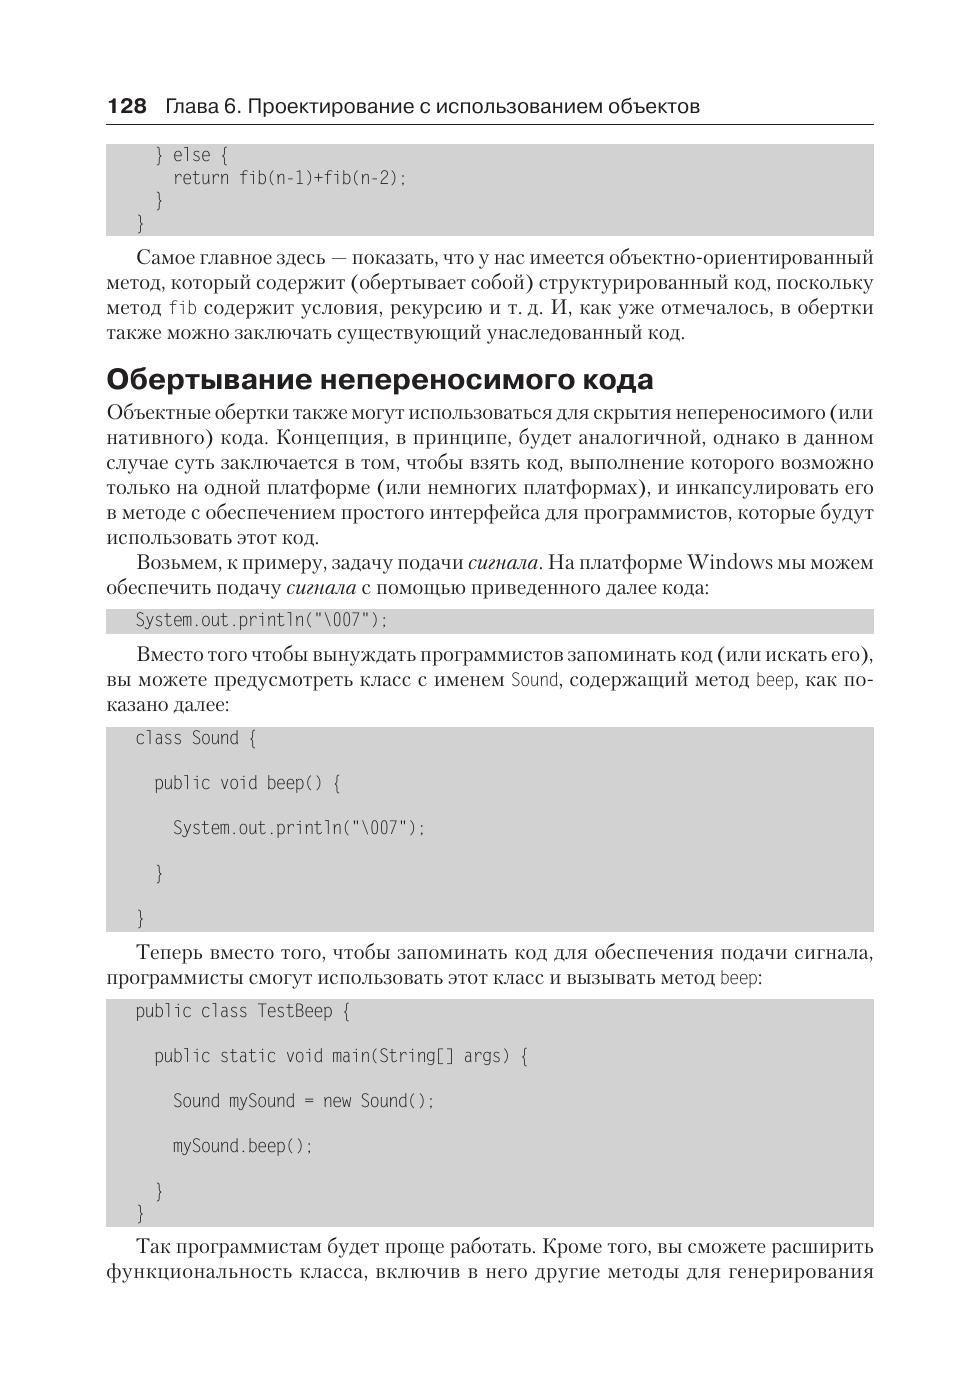 128 Глава 6. Проектирование с использованием объектов
} else {
return fib(n-1)+fib(n-2);
}
}
Самое главное здесь — показать, что у нас имеется объектно-ориентированный
метод, который содержит (обертывает собой) структурированный код, поскольку
метод fib содержит условия, рекурсию и т. д. И, как уже отмечалось, в обертки
также можно заключать существующий унаследованный код.
Обертывание непереносимого кода
Объектные обертки также могут использоваться для скрытия непереносимого (или
нативного) кода. Концепция, в принципе, будет аналогичной, однако в данном
случае суть заключается в том, чтобы взять код, выполнение которого возможно
только на одной платформе (или немногих платформах), и инкапсулировать его
в методе с обеспечением простого интерфейса для программистов, которые будут
использовать этот код.
Возьмем, к примеру, задачу подачи сигнала. На платформе Windows мы можем
обеспечить подачу сигнала с помощью приведенного далее кода:
System.out.println("\007");
Вместо того чтобы вынуждать программистов запоминать код (или искать его),
вы можете предусмотреть класс с именем Sound, содержащий метод beep, как по-
казано далее:
class Sound {
public void beep() {
System.out.println("\007");
}
}
Теперь вместо того, чтобы запоминать код для обеспечения подачи сигнала,
программисты смогут использовать этот класс и вызывать метод beep:
public class TestBeep {
public static void main(String[] args) {
Sound mySound = new Sound();
mySound.beep();
}
}
Так программистам будет проще работать. Кроме того, вы сможете расширить
функциональность класса, включив в него другие методы для генерирования